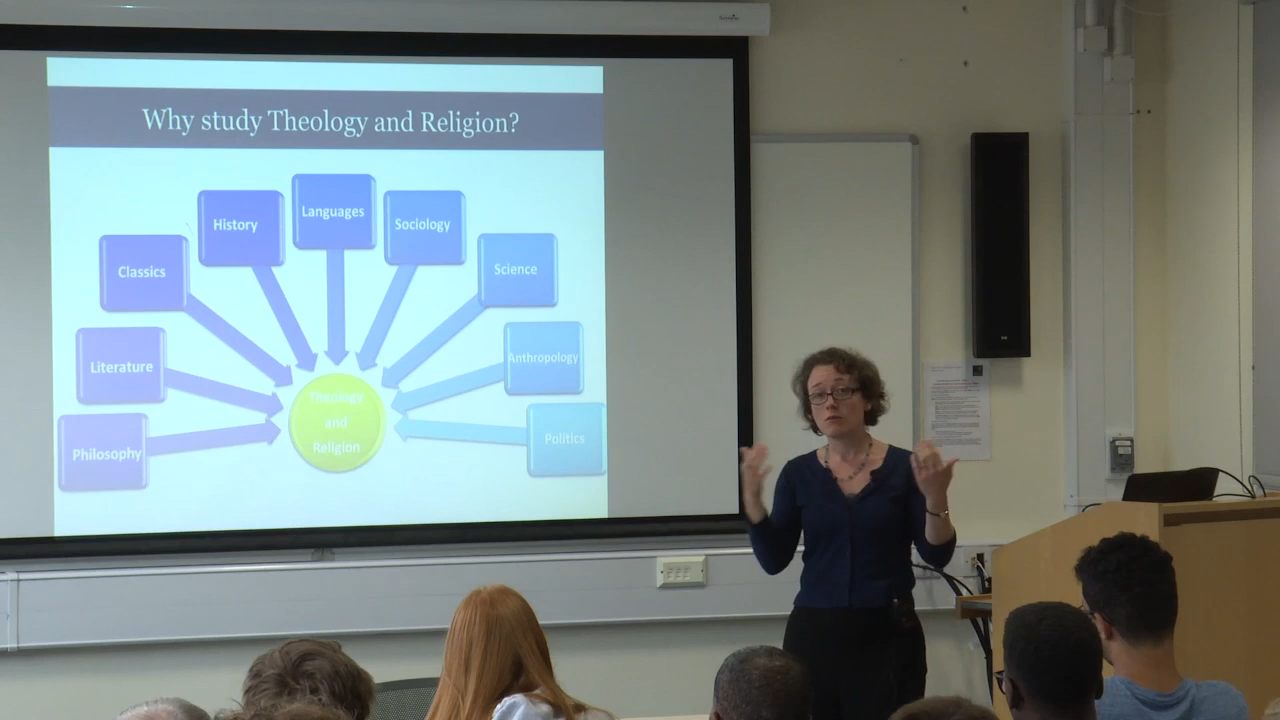 Why study Theology and Religion?
Languages
History
Sociology
Classics
Science
Literature
Anthropology
Philosophy
Politics
Theology
and
Religion